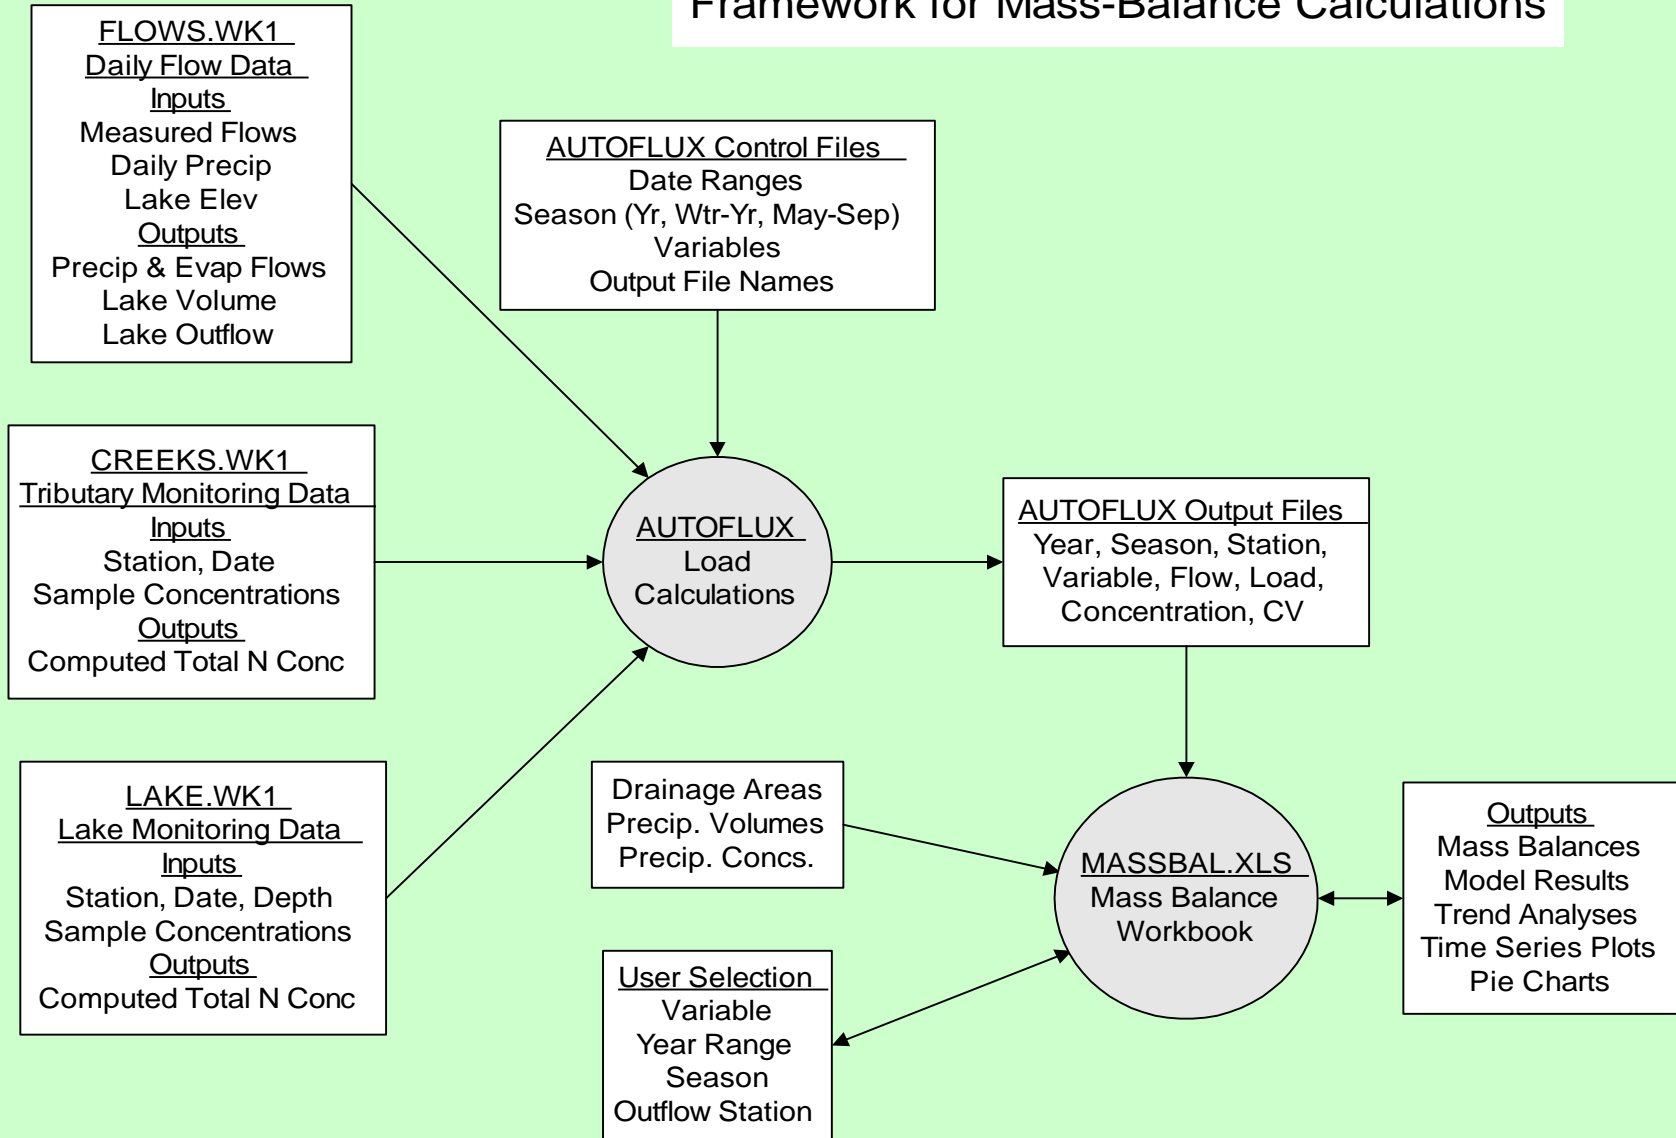 Framework for Mass-Balance Calculations
FLOWS.WK1
Daily Flow Data
Inputs
Measured Flows
Daily Precip
Lake Elev
Outputs
Precip & Evap Flows
Lake Volume
Lake Outflow
AUTOFLUX Control Files
Date Ranges
Season (Yr, Wtr-Yr, May-Sep)
Variables
Output File Names
CREEKS.WK1
Tributary Monitoring Data
Inputs
Station, Date
Sample Concentrations
Outputs
Computed Total N Conc
AUTOFLUX
Load
Calculations
AUTOFLUX Output Files
Year, Season, Station,
Variable, Flow, Load,
Concentration, CV
LAKE.WK1
Lake Monitoring Data
Inputs
Station, Date, Depth
Sample Concentrations
Outputs
Computed Total N Conc
Drainage Areas
Precip. Volumes
Precip. Concs.
MASSBAL.XLS
Mass Balance
Workbook
Outputs
Mass Balances
Model Results
Trend Analyses
Time Series Plots
Pie Charts
User Selection
Variable
Year Range
Season
Outflow Station